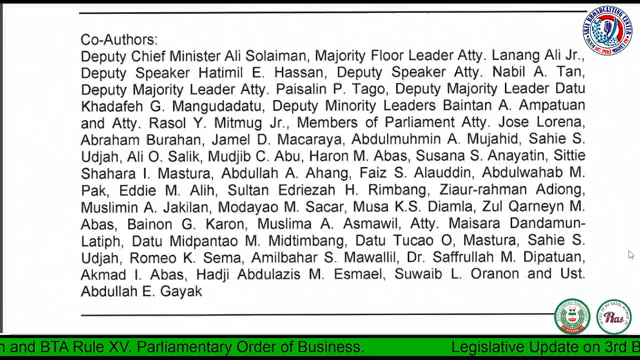 Co-Authors:
Deputy Chief Minister Ali Solaiman, Majority Floor Leader Atty. Lanang Ali Jr.,
Deputy Speaker Hatimil E. Hassan, Deputy Speaker Atty. Nabil A. Tan,
Deputy Majority Leader Atty. Paisalin P. Tago, Deputy Majority Leader Datu
Khadafeh G. Mangudadatu, Deputy Minority Leaders Baintan A. Ampatuan
and Atty. Rasol Y. Mitmug Jr., Members of Parliament Atty. Jose Lorena,
Abraham Burahan, Jamel D. Macaraya, Abdulmuhmin A. Mujahid, Sahie S.
Udjah, Ali O. Salik, Mudjib C. Abu, Haron M. Abas, Susana S. Anayatin, Sittie
Shahara I. Mastura, Abdullah A. Ahang, Faiz S. Alauddin, Abdulwahab M.
Pak, Eddie M. Alih, Sultan Edriezah H. Rimbang, Ziaur-rahman Adiong,
Muslimin A. Jakilan, Modayao M. Sacar, Musa K.S. Diamla, Zul Qarneyn M.
Abas, Bainon G. Karon, Muslima A. Asmawil, Atty. Maisara Dandamun-
Latiph, Datu Midpantao M. Midtimbang, Datu Tucao O, Mastura, Sahie S.
Udjah, Romeo K. Sema, Amilbahar S. Mawallil, Dr. Saffrullah M. Dipatuan,
Akmad I. Abas, Hadji Abdulazis M. Esmael, Suwaib L. Oranon and Ust.
Abdullah E. Gayak
n and BTA Rule XV. Parliamentary Order of Business. Legislative Update on 3rd B